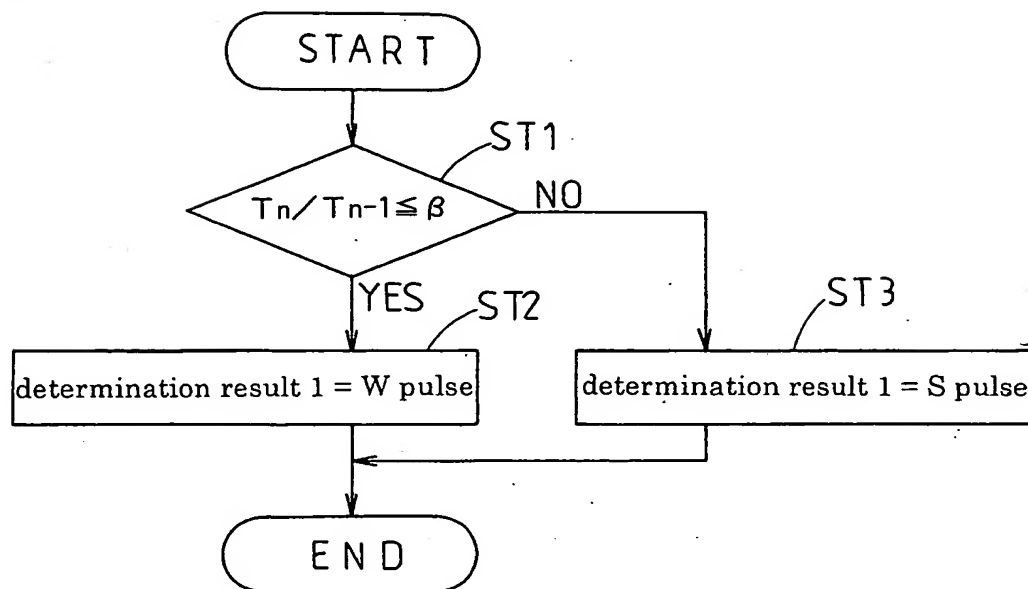 START
ST1
Tn/Tn-1≦β
NO
YES
ST2
ST3
determination result 1 = W pulse
determination result 1 = S pulse
END